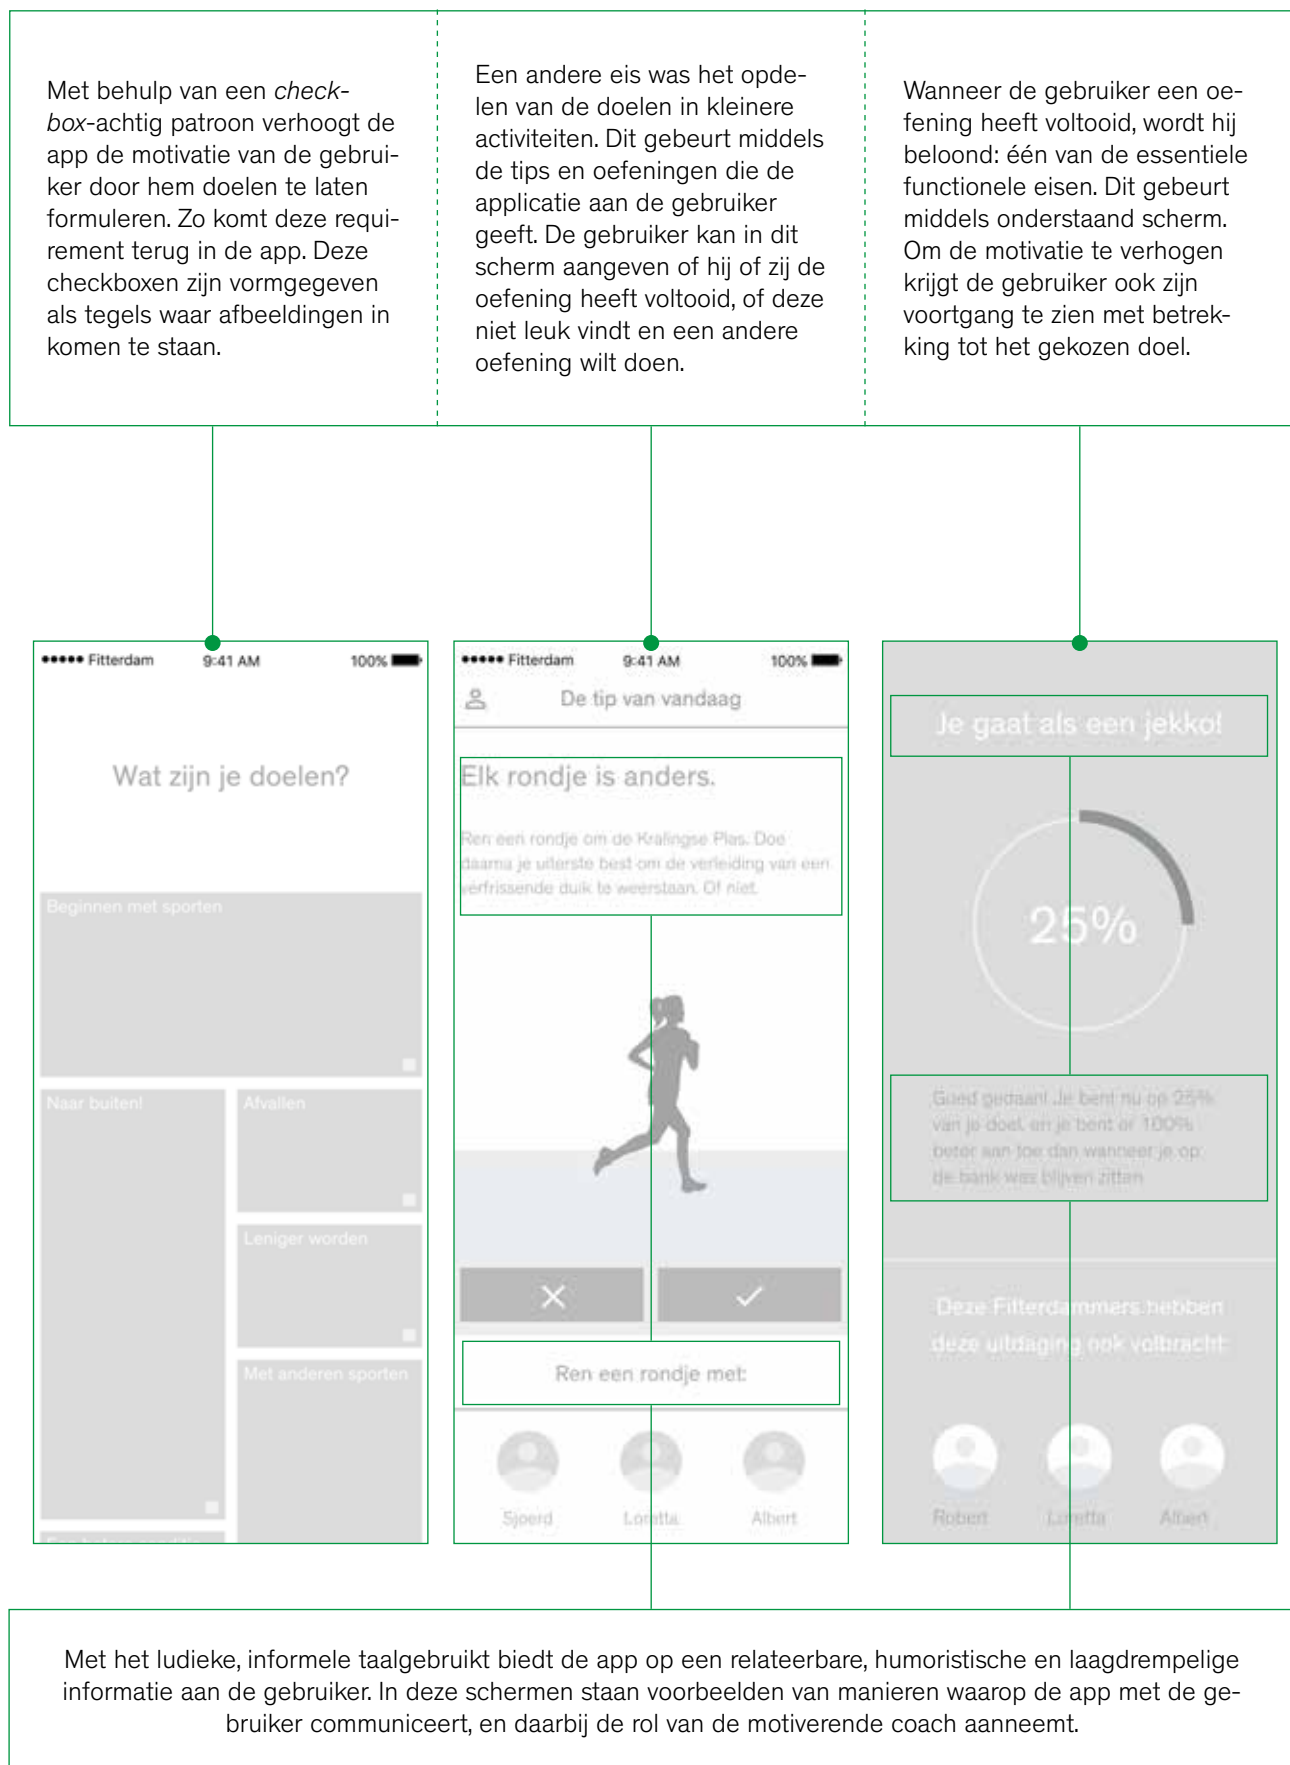 Met behulp van een check-
box-achtig patroon verhoogt de
app de motivatie van de gebrui-
ker door hem doelen te laten
formuleren. Zo komt deze requi-
rement terug in de app. Deze
checkboxen zijn vormgegeven
als tegels waar afbeeldingen in
komen te staan.
Een andere eis was het opde-
len van de doelen in kleinere
activiteiten. Dit gebeurt middels
de tips en oefeningen die de
applicatie aan de gebruiker
geeft. De gebruiker kan in dit
scherm aangeven of hij of zij de
oefening heeft voltooid, of deze
niet leuk vindt en een andere
oefening wilt doen.
Wanneer de gebruiker een oe-
fening heeft voltooid, wordt hij
beloond: één van de essentiele
functionele eisen. Dit gebeurt
middels onderstaand scherm.
Om de motivatie te verhogen
krijgt de gebruiker ook zijn
voortgang te zien met betrek-
king tot het gekozen doel.
Fitterdam 9:41 AM 100%
Wat zijn je doelen?
Beginnen met sporten
Naar buiten!
Afvallen
Leniger worden
Met anderen sporten
Fitterdam 9:41 AM 100%
De tip van vandaag
Elk rondje is anders.
Ren een rondje om de Kralingse Plas. Doe
daarna je uiterste best om de verleiding van een
verfrissende duik te weerstaan. Of niet.
Ren een rondje met:
Sjoerd Loretta Albert
Je gaat als een jekko!
25%
Goed gedaan! Je bent nu op 25%
van je doel, en je bent er 100%
beter aan toe dan wanneer je op
de bank was blijven zitten
Deze Fitterdammers hebben
deze uitdaging ook volbracht
Robert Loretta Albert
Met het ludieke, informele taalgebruikt biedt de app op een relateerbare, humoristische en laagdrempelige
informatie aan de gebruiker. In deze schermen staan voorbeelden van manieren waarop de app met de ge-
bruiker communiceert, en daarbij de rol van de motiverende coach aanneemt.